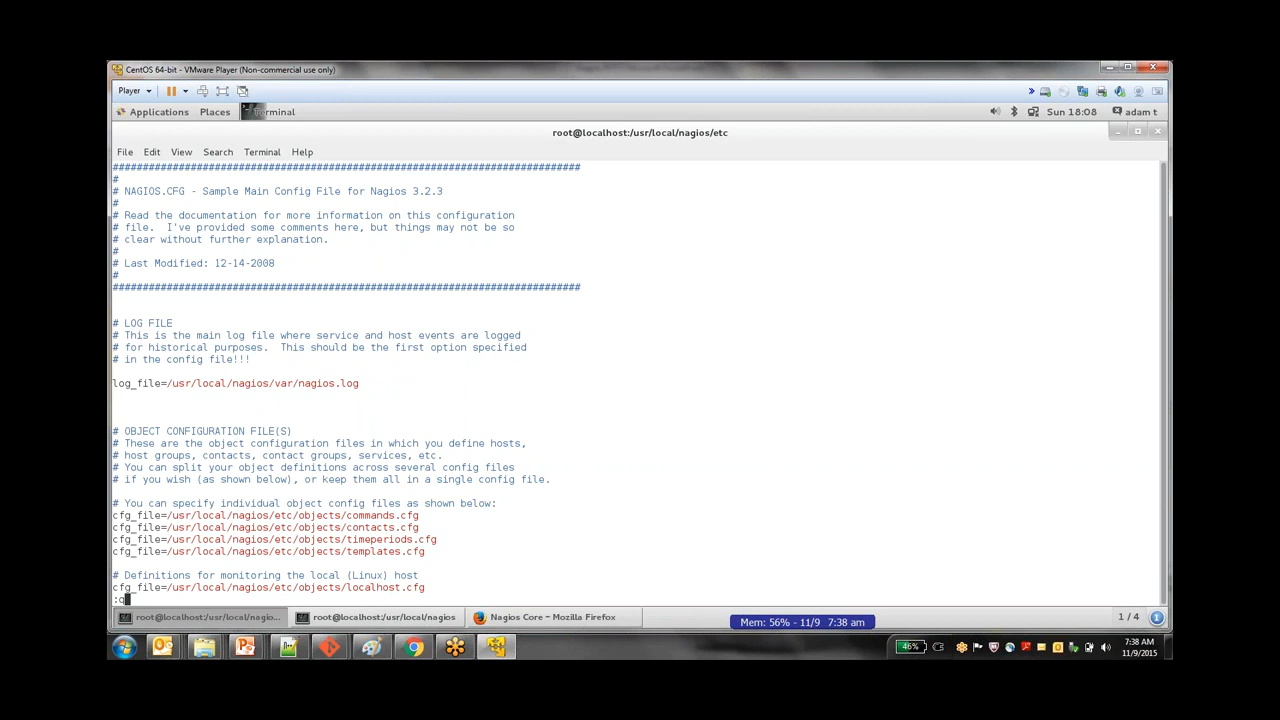 CentOS 64-bit - VMware Player (Non-commercial use only)
Player
Applications Places Terminal Sun 18:08 adam t
root@localhost:/usr/local/nagios/etc
File Edit View Search Terminal Help
##############################################################################
#
# NAGIOS.CFG - Sample Main Config File for Nagios 3.2.3
#
# Read the documentation for more information on this configuration
# file.  I've provided some comments here, but things may not be so
# clear without further explanation.
#
# Last Modified: 12-14-2008
#
##############################################################################
# LOG FILE
# This is the main log file where service and host events are logged
# for historical purposes.  This should be the first option specified
# in the config file!!!
log_file=/usr/local/nagios/var/nagios.log
# OBJECT CONFIGURATION FILE(S)
# These are the object configuration files in which you define hosts,
# host groups, contacts, contact groups, services, etc.
# You can split your object definitions across several config files
# if you wish (as shown below), or keep them all in a single config file.
# You can specify individual object config files as shown below:
cfg_file=/usr/local/nagios/etc/objects/commands.cfg
cfg_file=/usr/local/nagios/etc/objects/contacts.cfg
cfg_file=/usr/local/nagios/etc/objects/timeperiods.cfg
cfg_file=/usr/local/nagios/etc/objects/templates.cfg
# Definitions for monitoring the local (Linux) host
cfg_file=/usr/local/nagios/etc/objects/localhost.cfg
:q
root@localhost:/usr/local/nagio... root@localhost:/usr/local/nagios Nagios Core - Mozilla Firefox 1 / 4
Mem: 56% - 11/9 7:38 am
46% 7:38 AM
11/9/2015